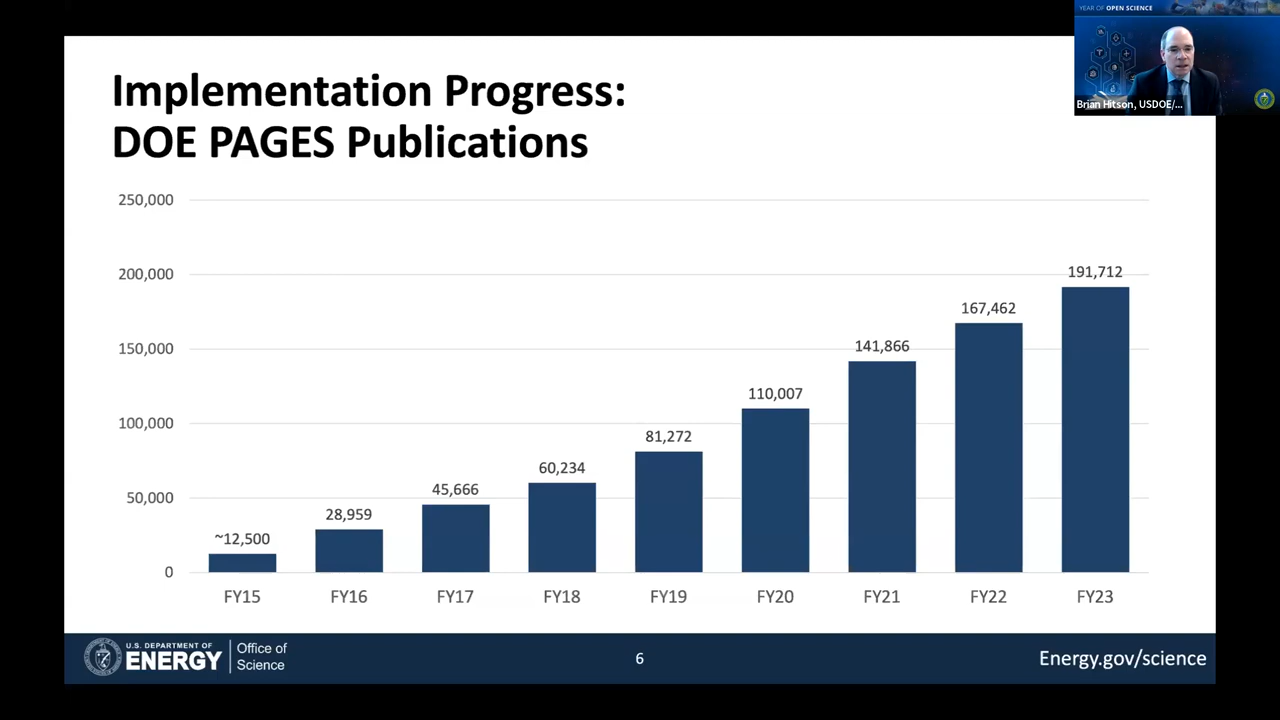 YEAR OF OPEN SCIENCE
Brian Hitson, USDOE/...
Implementation Progress:
DOE PAGES Publications
250,000
200,000
150,000
100,000
50,000
0
~12,500
28,959
45,666
60,234
81,272
110,007
141,866
167,462
191,712
FY15 FY16 FY17 FY18 FY19 FY20 FY21 FY22 FY23
U.S. DEPARTMENT OF
ENERGY
Office of
Science
6
Energy.gov/science